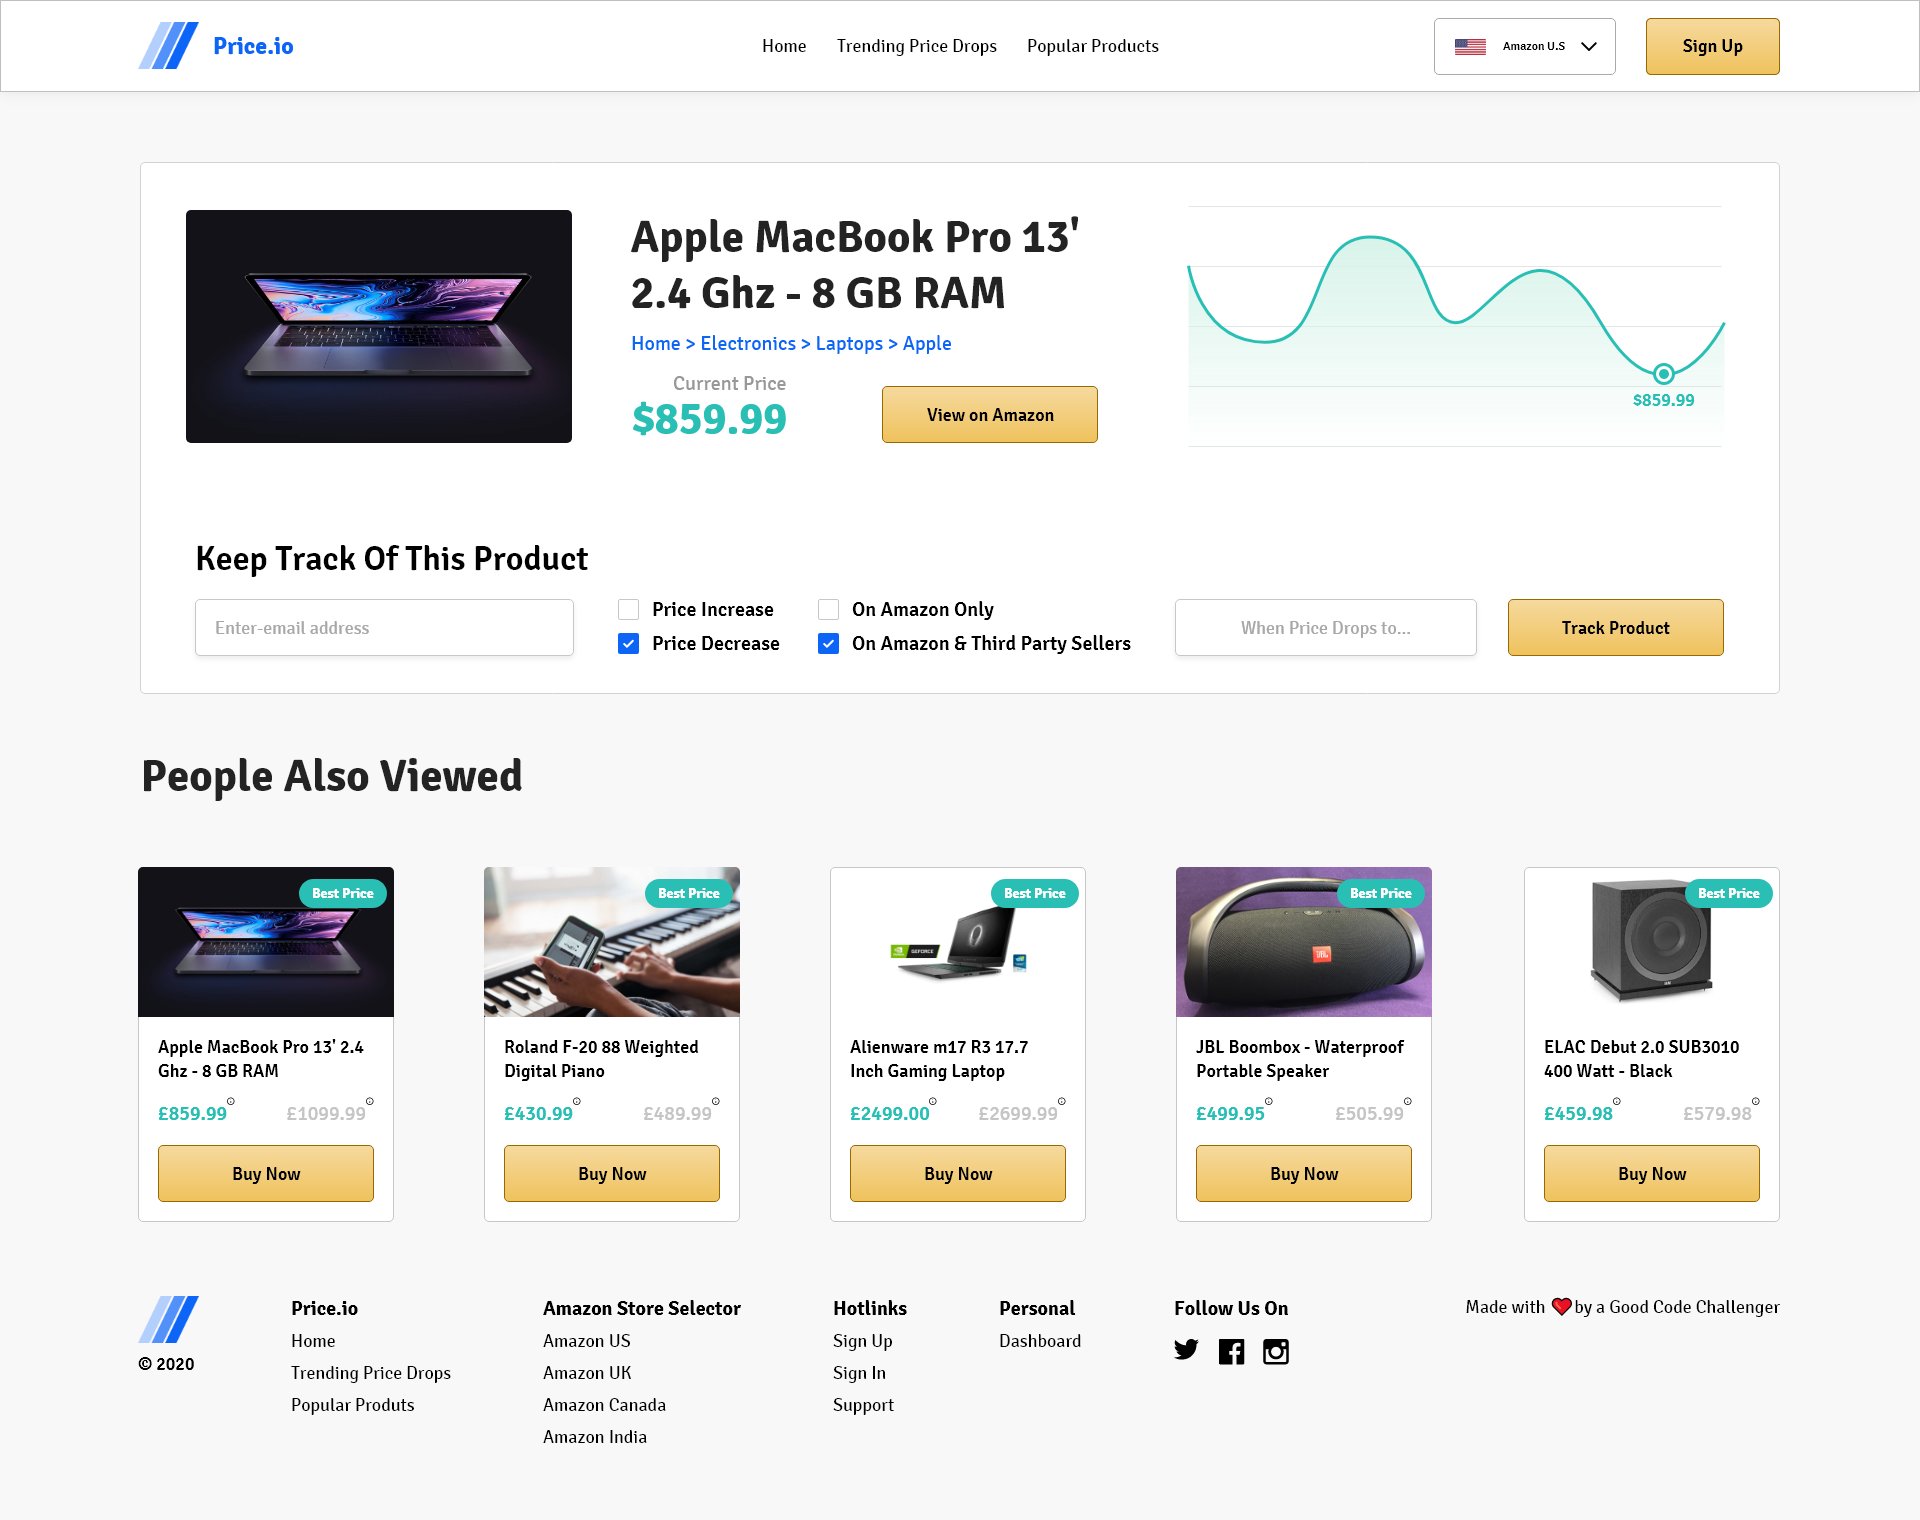 Price.io
Home
Trending Price Drops
Popular Products
Amazon U.S
Sign Up
Apple MacBook Pro 13'
2.4 Ghz - 8 GB RAM
Home > Electronics > Laptops > Apple
Current Price
$859.99
View on Amazon
$859.99
Keep Track Of This Product
Enter-email address
Price Increase
Price Decrease
On Amazon Only
On Amazon & Third Party Sellers
When Price Drops to...
Track Product
People Also Viewed
Best Price
Apple MacBook Pro 13' 2.4
Ghz - 8 GB RAM
£859.99
£1099.99
Buy Now
Best Price
Roland F-20 88 Weighted
Digital Piano
£430.99
£489.99
Buy Now
Best Price
GEFORCE
Alienware m17 R3 17.7
Inch Gaming Laptop
£2499.00
£2699.99
Buy Now
Best Price
JBL
JBL Boombox - Waterproof
Portable Speaker
£499.95
£505.99
Buy Now
Best Price
ELAC Debut 2.0 SUB3010
400 Watt - Black
£459.98
£579.98
Buy Now
© 2020
Price.io
Home
Trending Price Drops
Popular Produts
Amazon Store Selector
Amazon US
Amazon UK
Amazon Canada
Amazon India
Hotlinks
Sign Up
Sign In
Support
Personal
Dashboard
Follow Us On
Made with ❤️ by a Good Code Challenger